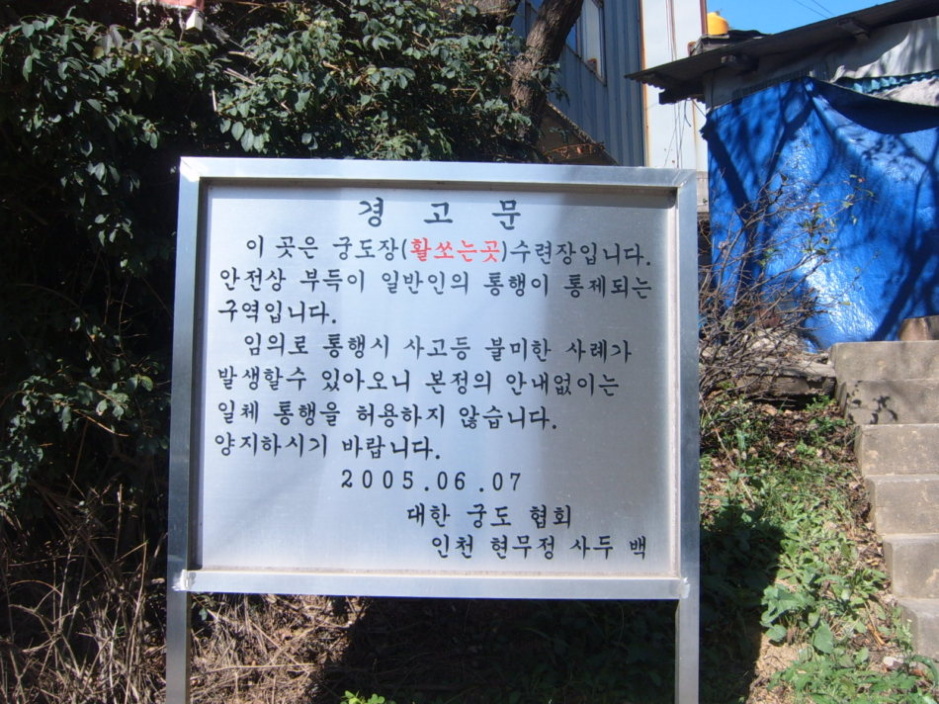 경 고 문
이 곳은 궁도장(활쏘는곳)수련장입니다.
안전상 부득이 일반인의 통행이 통제되는
구역입니다.
임의로 통행시 사고등 불미한 사례가
발생할수 있아오니 본정의 안내없이는
일체 통행을 허용하지 않습니다.
양지하시기 바랍니다.
2005.06.07
대한 궁도 협회
인천 현무정 사두 백